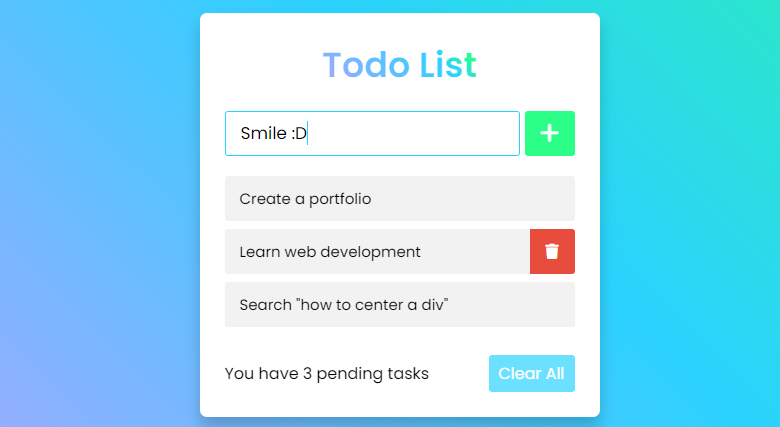 Todo List
Smile :D
Create a portfolio
Learn web development
Search "how to center a div"
You have 3 pending tasks
Clear All